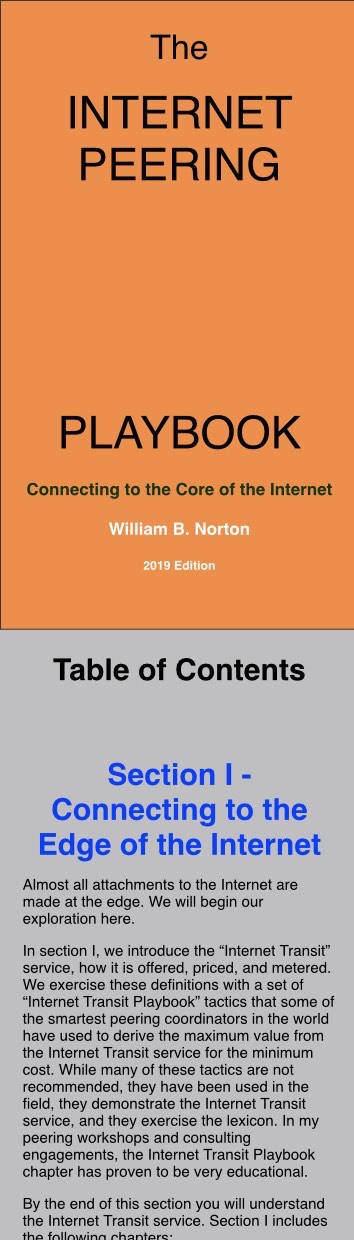 The
INTERNET
PEERING
PLAYBOOK
Connecting to the Core of the Internet
William B. Norton
2019 Edition
Table of Contents
Section I -
Connecting to the
Edge of the Internet
Almost all attachments to the Internet are
made at the edge. We will begin our
exploration here.
In section I, we introduce the “Internet Transit”
service, how it is offered, priced, and metered.
We exercise these definitions with a set of
“Internet Transit Playbook” tactics that some of
the smartest peering coordinators in the world
have used to derive the maximum value from
the Internet Transit service for the minimum
cost. While many of these tactics are not
recommended, they have been used in the
field, they demonstrate the Internet Transit
service, and they exercise the lexicon. In my
peering workshops and consulting
engagements, the Internet Transit Playbook
chapter has proven to be very educational.
By the end of this section you will understand
the Internet Transit service. Section I includes
the following chapters: